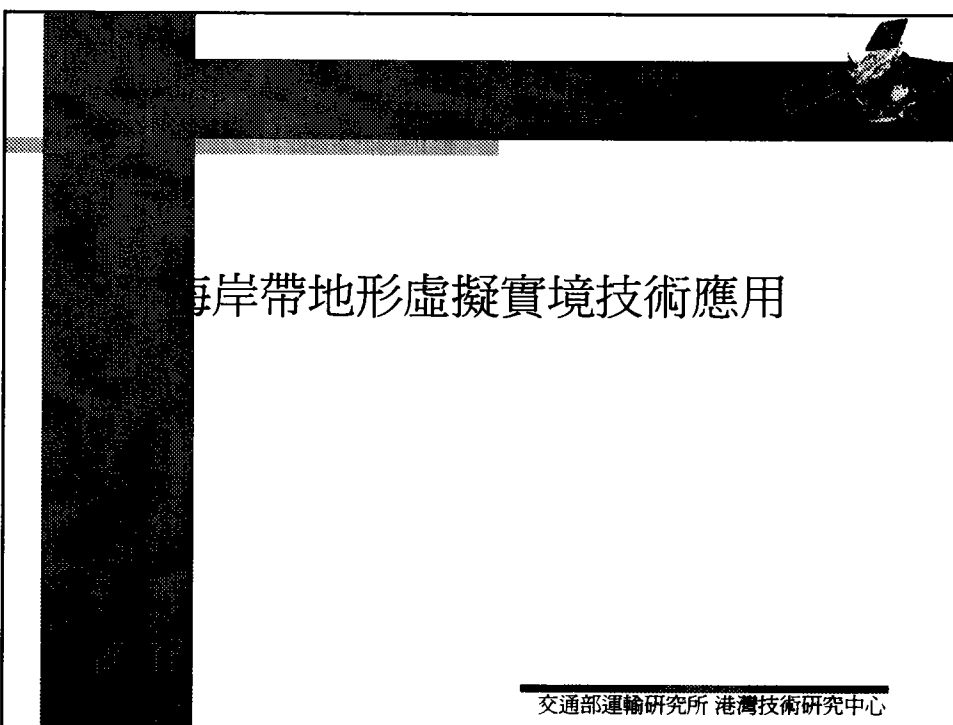 海岸帶地形虛擬實境技術應用
交通部運輸研究所 港灣技術研究中心